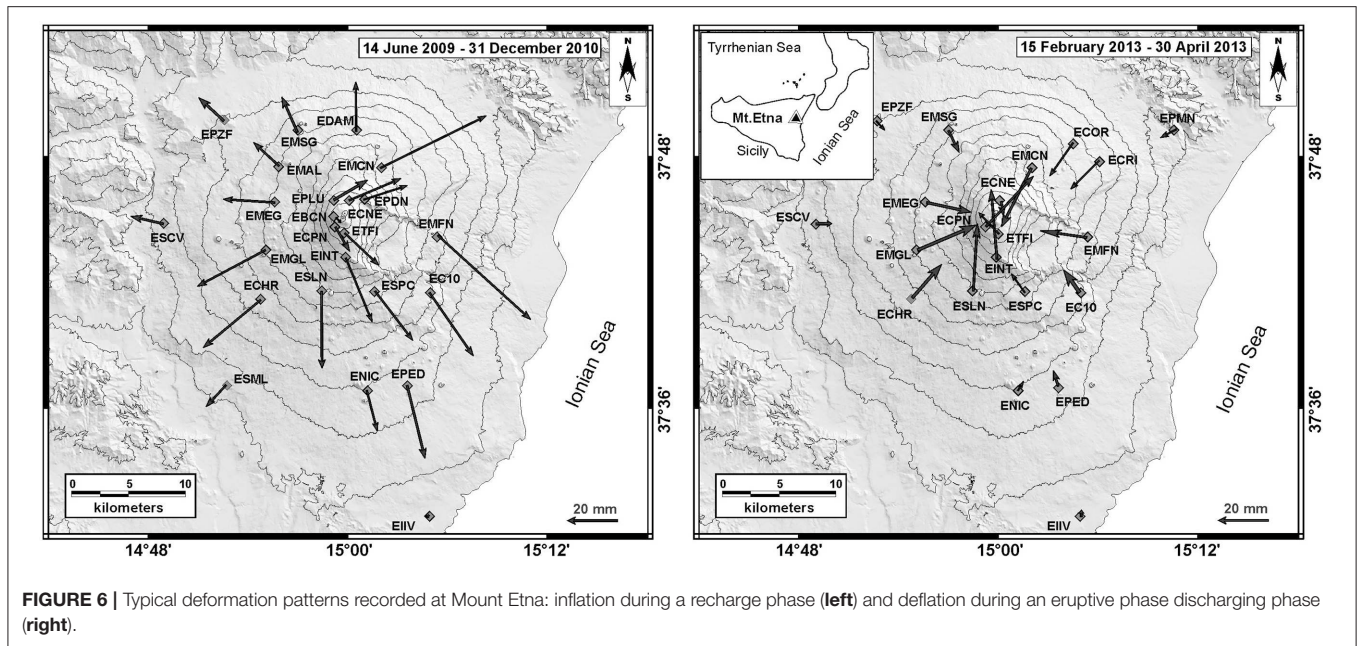 14 June 2009 - 31 December 2010
N
S
EPZF
EMSG
EDAM
EMAL
EMCN
EMEG
EPLU
EPDN
ESCV
EBCN
ECNE
EMFN
ECPN
ETFI
EMGL
EINT
ECHR
ESLN
ESPC
EC10
ESML
ENIC
EPED
EIIV
Ionian Sea
0 5 10
kilometers
20 mm
37°48'
37°36'
14°48' 15°00' 15°12'
15 February 2013 - 30 April 2013
N
S
Tyrrhenian Sea
Mt.Etna
Sicily
Ionian Sea
EPZF
EMSG
EPMN
ECOR
EMCN
ECRI
ECNE
EMEG
ECPN
ESCV
ETFI
EMFN
EMGL
EINT
ECHR
ESLN
ESPC
EC10
ENIC
EPED
EIIV
Ionian Sea
0 5 10
kilometers
20 mm
37°48'
37°36'
14°48' 15°00' 15°12'
FIGURE 6 | Typical deformation patterns recorded at Mount Etna: inflation during a recharge phase (left) and deflation during an eruptive phase discharging phase
(right).